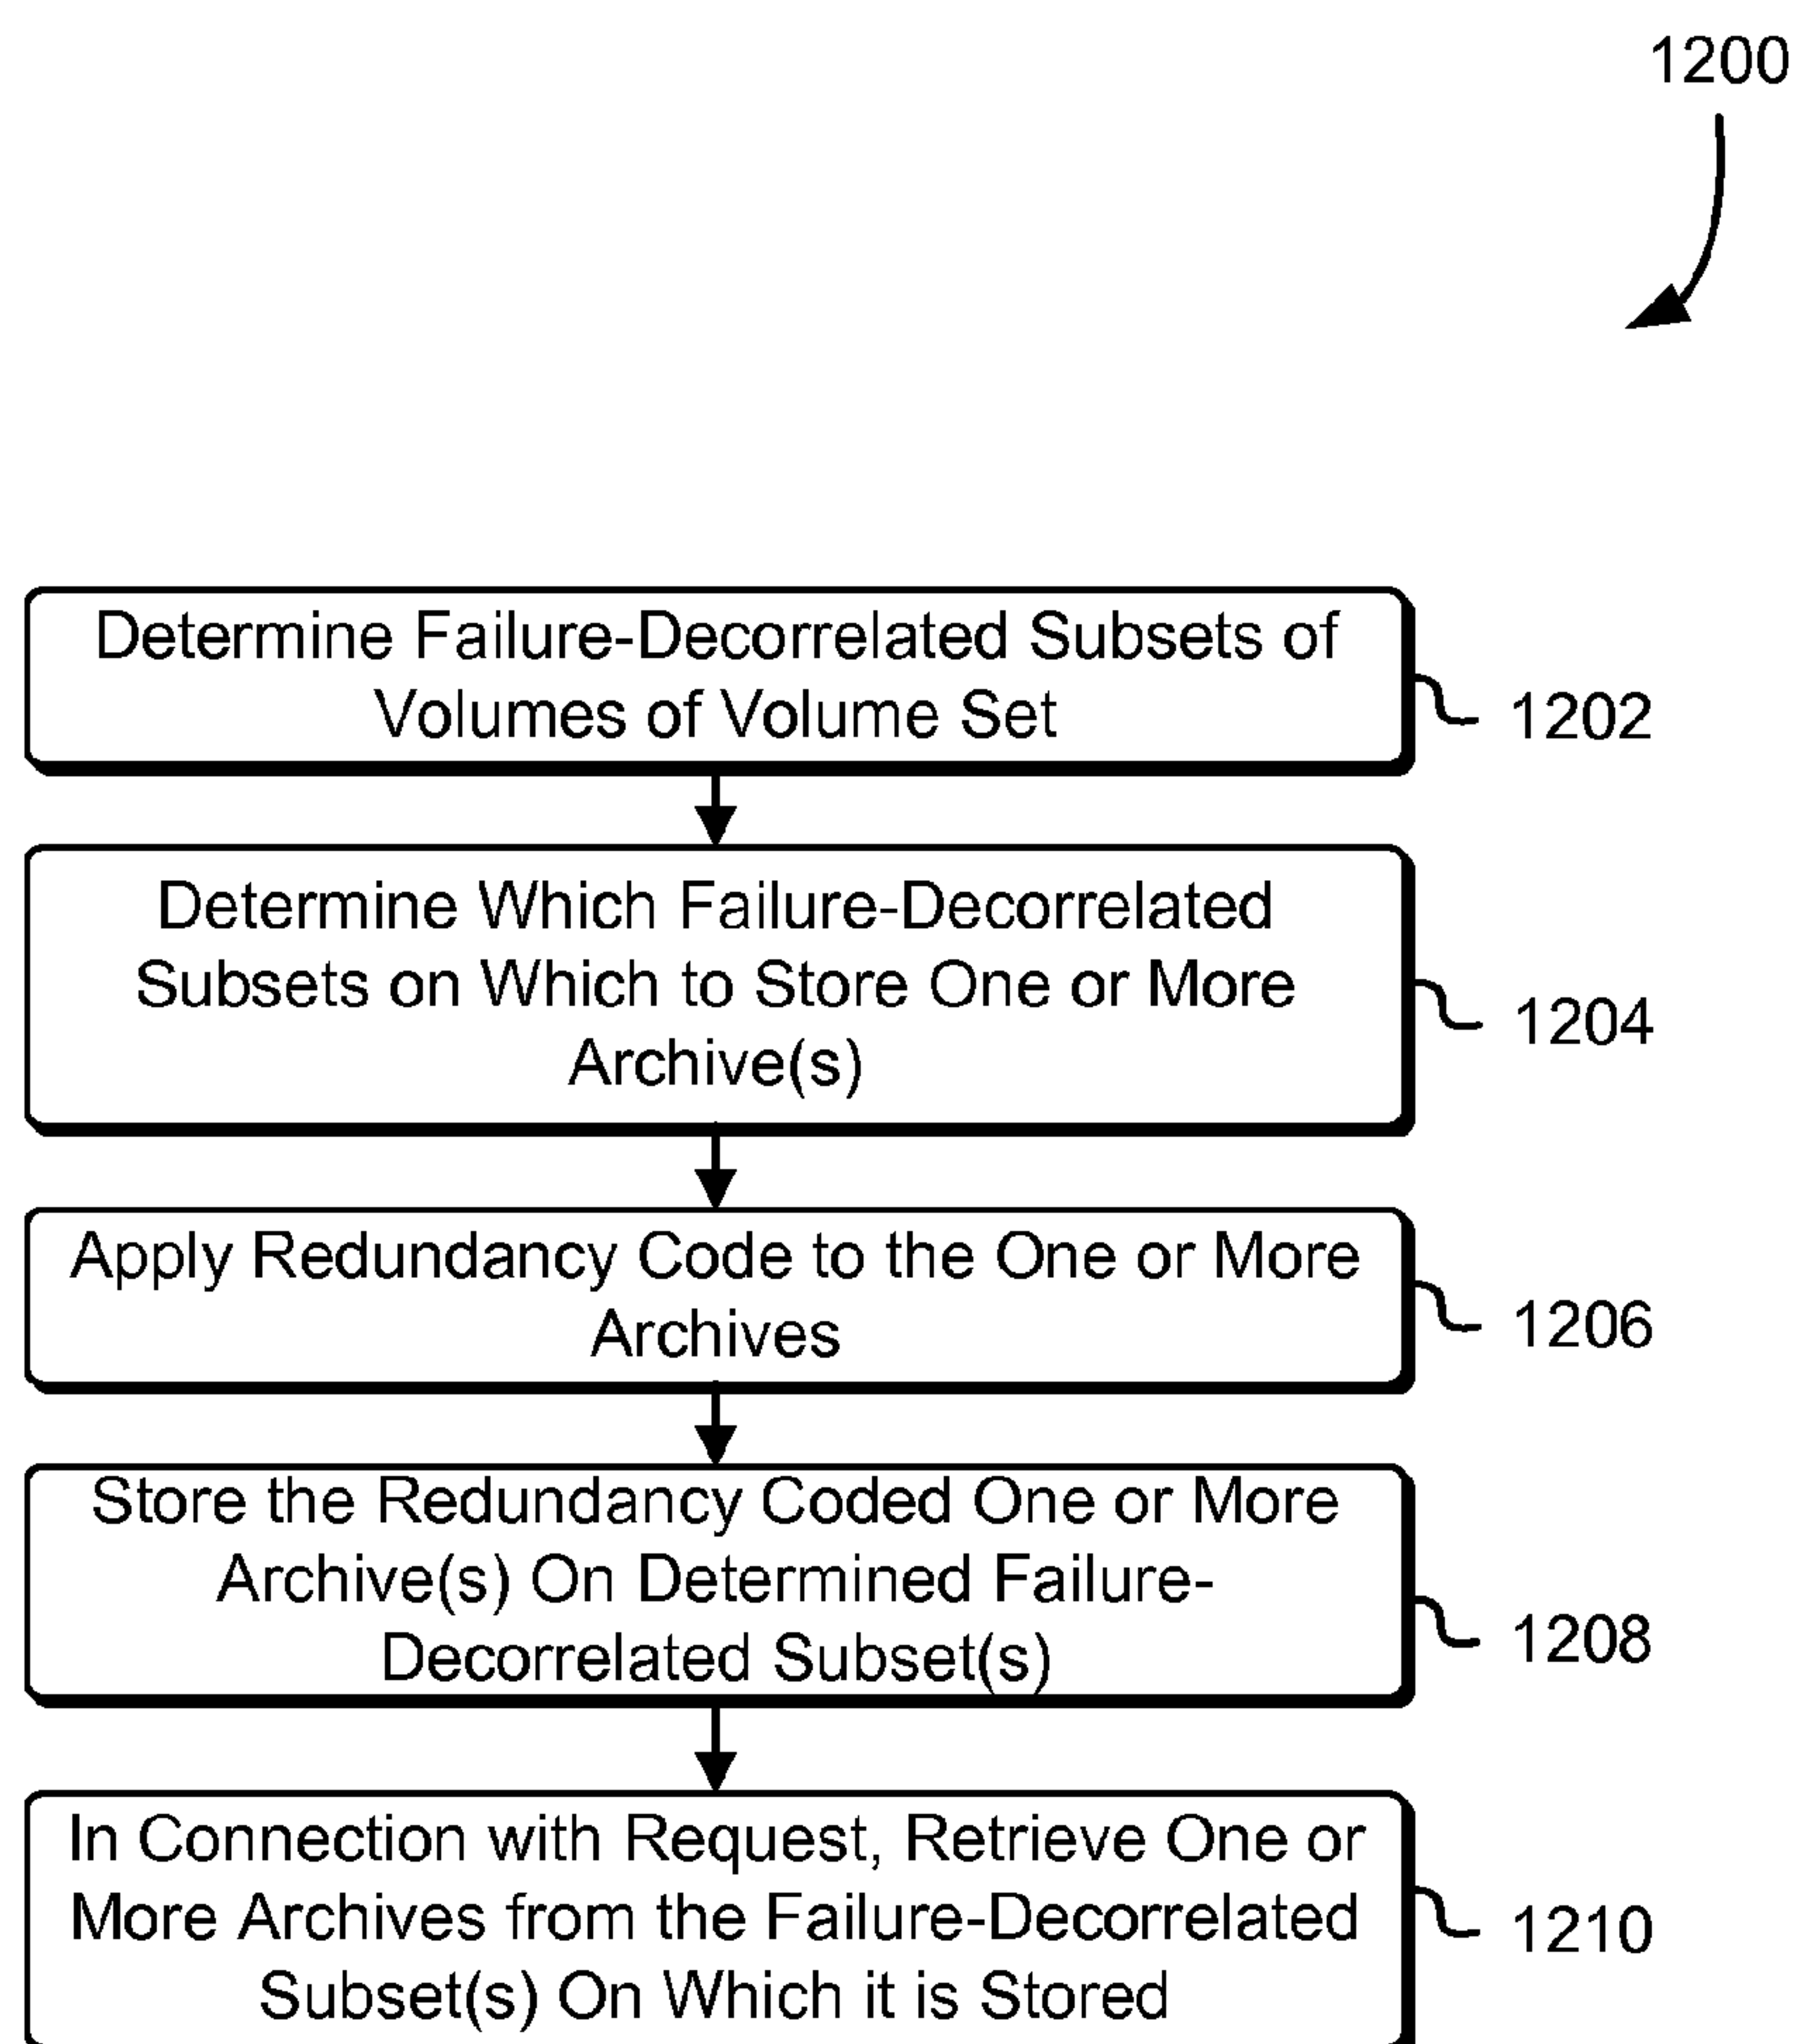 1200
Determine Failure-Decorrelated Subsets of
Volumes of Volume Set
1202
Determine Which Failure-Decorrelated
Subsets on Which to Store One or More
Archive(s)
1204
Apply Redundancy Code to the One or More
Archives
1206
Store the Redundancy Coded One or More
Archive(s) On Determined Failure-
Decorrelated Subset(s)
1208
In Connection with Request, Retrieve One or
More Archives from the Failure-Decorrelated
Subset(s) On Which it is Stored
1210